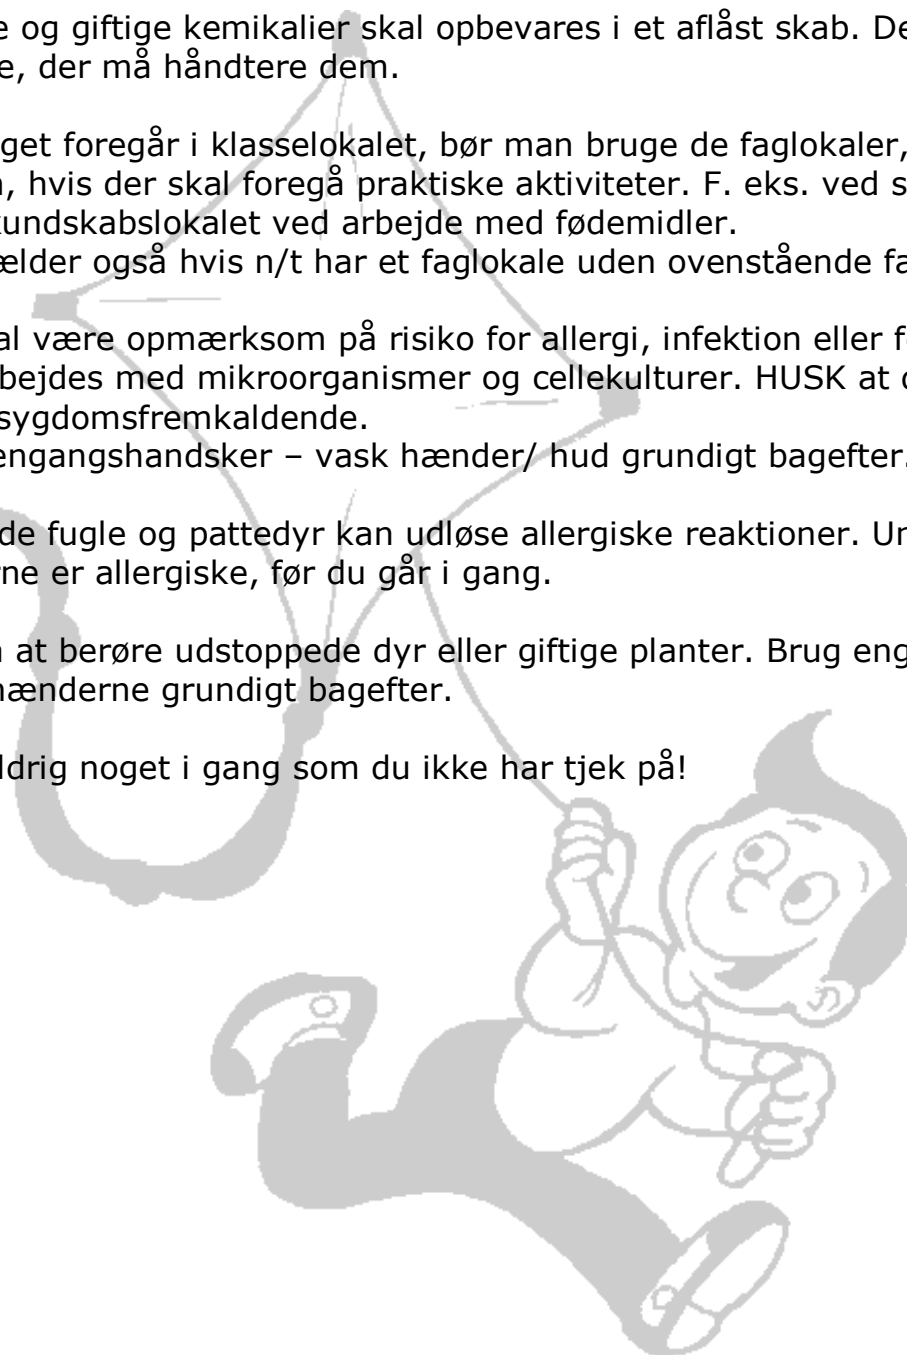 e og giftige kemikalier skal opbevares i et aflåst skab. De
e, der må håndtere dem.
get foregår i klasselokalet, bør man bruge de faglokaler,
, hvis der skal foregå praktiske aktiviteter. F. eks. ved s
kundskabslokalet ved arbejde med fødemidler.
ælder også hvis n/t har et faglokale uden ovenstående fa
al være opmærksom på risiko for allergi, infektion eller f
bejdes med mikroorganismer og cellekulturer. HUSK at
sygdomsfremkaldende.
engangshandsker – vask hænder/ hud grundigt bagefter.
de fugle og pattedyr kan udløse allergiske reaktioner. Un
rne er allergiske, før du går i gang.
at berøre udstoppede dyr eller giftige planter. Brug eng
hænderne grundigt bagefter.
ldrig noget i gang som du ikke har tjek på!